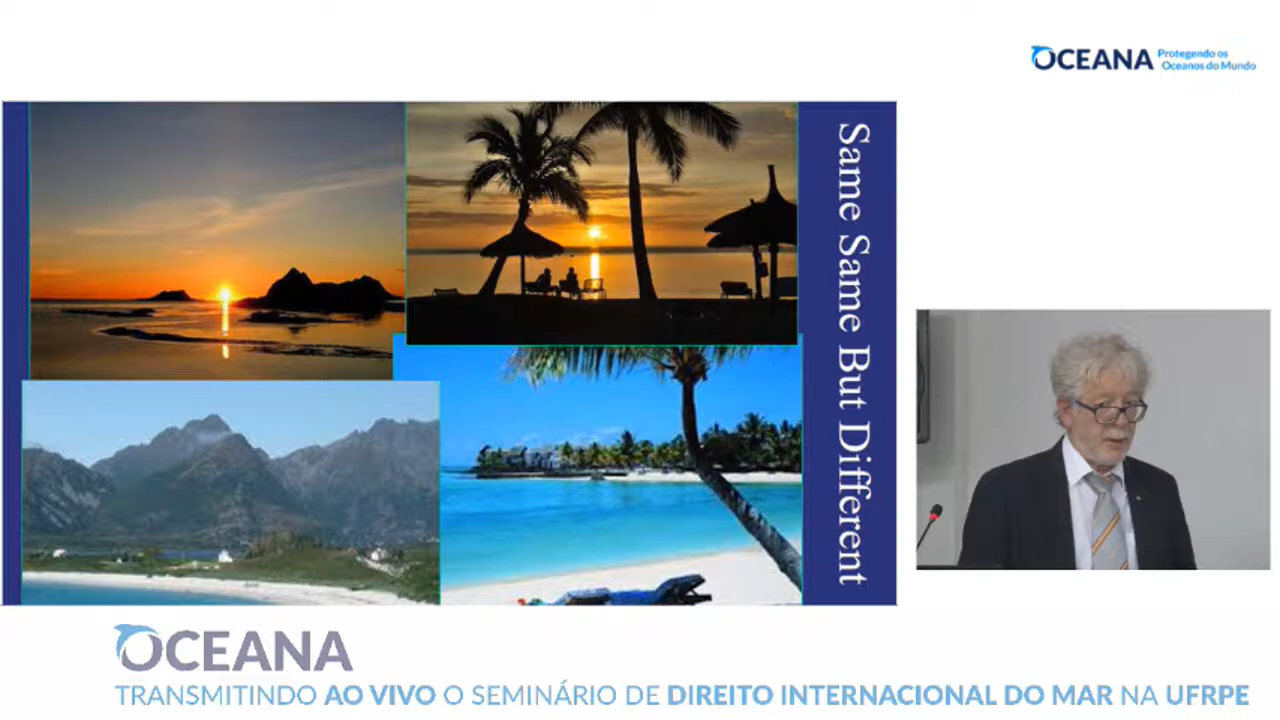 OCEANA
Protegendo os
Oceanos do Mundo
Same Same But Different
OCEANA
TRANSMITINDO AO VIVO O SEMINÁRIO DE DIREITO INTERNACIONAL DO MAR NA UFRPE